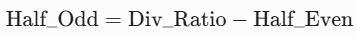 Half_Odd = Div_Ratio − Half_Even